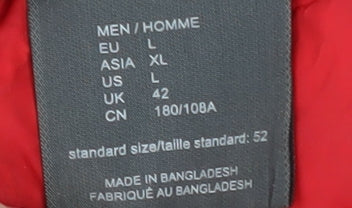 MEN / HOMME
EU L
ASIA XL
US L
UK 42
CN 180/108A
standard size/taille standard: 52
MADE IN BANGLADESH
FABRIQUÉ AU BANGLADESH